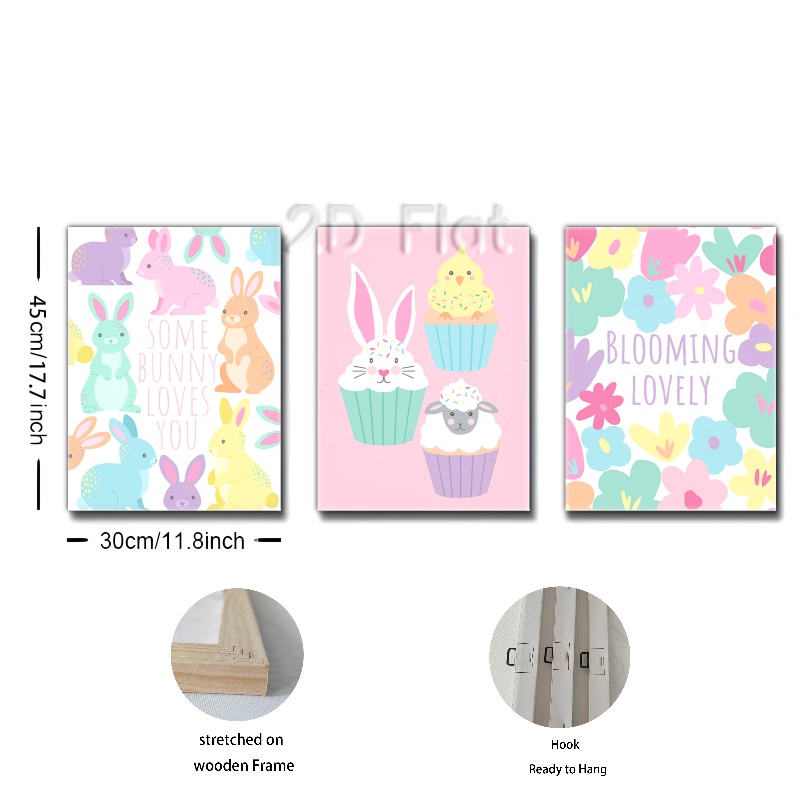 2D Flat
45cm/17.7inch
SOME
BUNNY
LOVES
YOU
BLOOMING
LOVELY
30cm/11.8inch
stretched on
wooden Frame
Hook
Ready to Hang